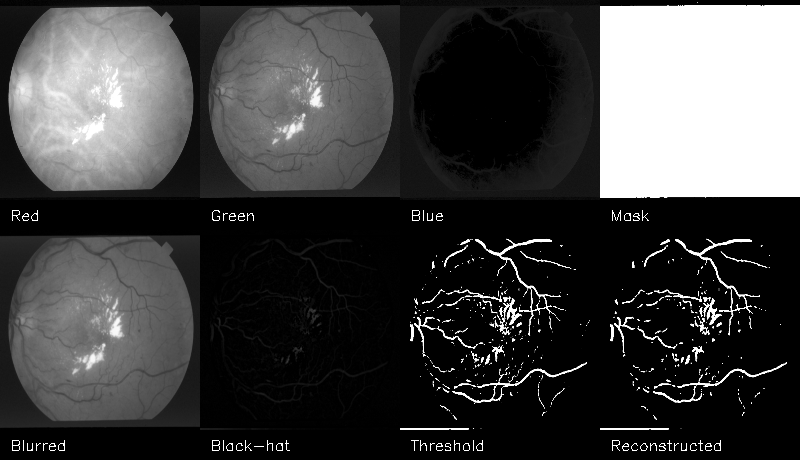 Red
Green
Blue
Mask
Blurred
Black-hat
Threshold
Reconstructed